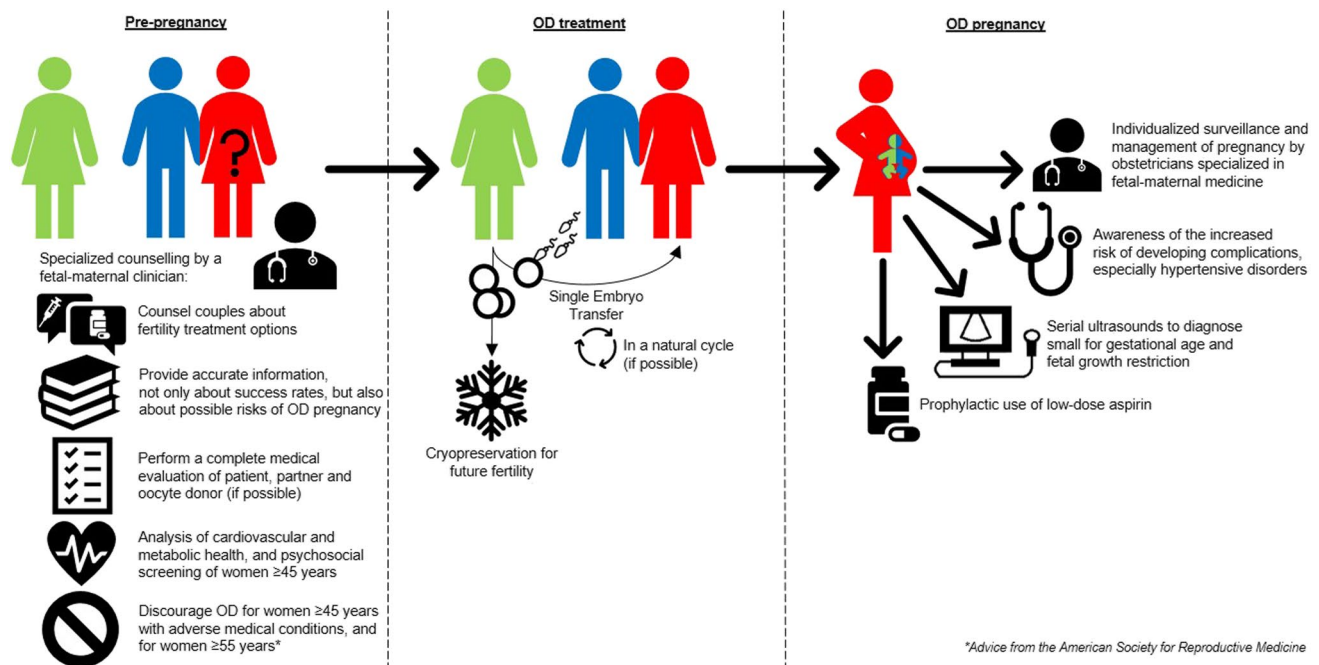 Pre-pregnancy
?
Specialized counselling by a
fetal-maternal clinician:
Counsel couples about
fertility treatment options
Provide accurate information,
not only about success rates, but also
about possible risks of OD pregnancy
Perform a complete medical
evaluation of patient, partner and
oocyte donor (if possible)
Analysis of cardiovascular and
metabolic health, and psychosocial
screening of women ≥45 years
Discourage OD for women ≥45 years
with adverse medical conditions, and
for women ≥55 years*
OD treatment
Single Embryo
Transfer
In a natural cycle
(if possible)
Cryopreservation for
future fertility
OD pregnancy
Individualized surveillance and
management of pregnancy by
obstetricians specialized in
fetal-maternal medicine
Awareness of the increased
risk of developing complications,
especially hypertensive disorders
Serial ultrasounds to diagnose
small for gestational age and
fetal growth restriction
Prophylactic use of low-dose aspirin
*Advice from the American Society for Reproductive Medicine